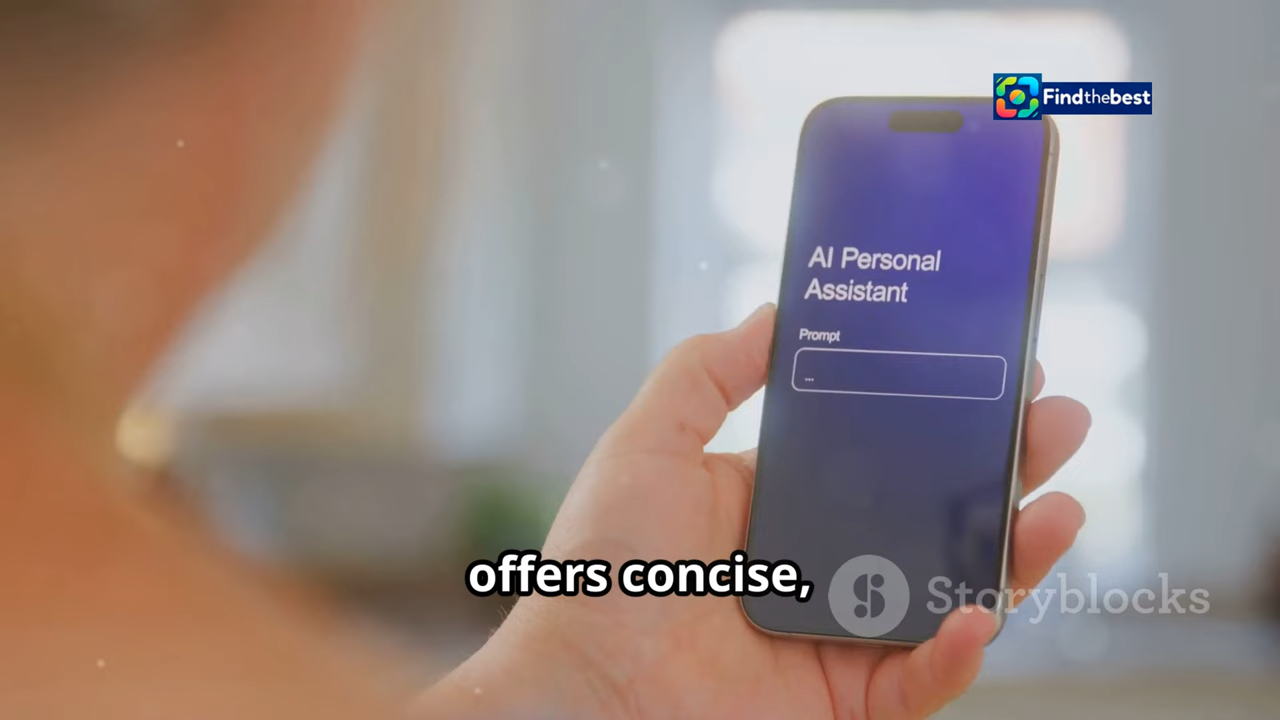 Findthebest
AI Personal
Assistant
Prompt
...
offers concise,
Storyblocks